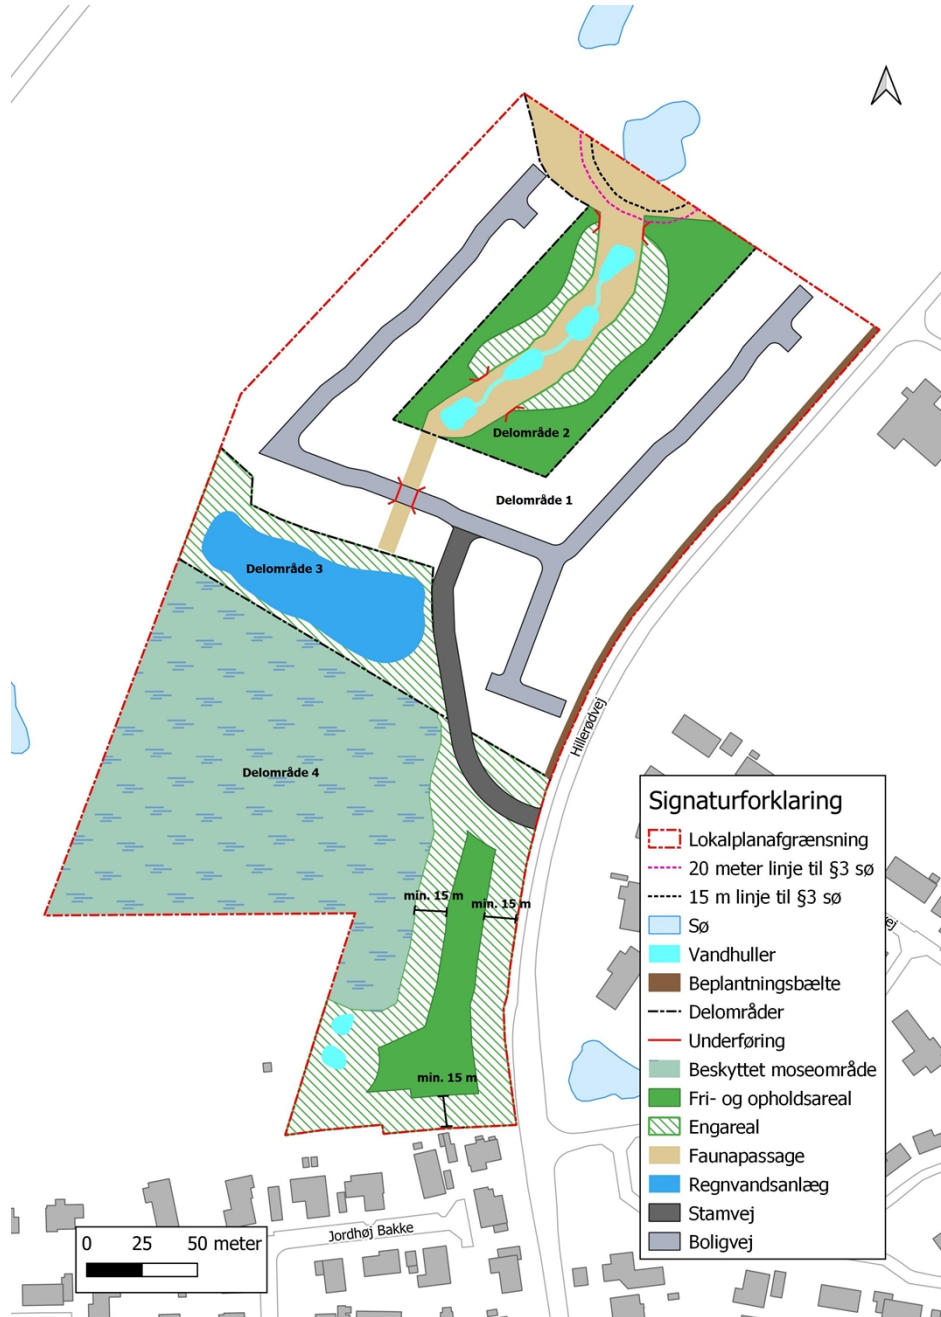 Delområde 2
Delområde 1
Delområde 3
Hillerødvej
Delområde 4
min. 15 m
min. 15 m
min. 15 m
Jordhøj Bakke
0 25 50 meter
Signaturforklaring
Lokalplanafgrænsning
20 meter linje til §3 sø
15 m linje til §3 sø
Sø
Vandhuller
Beplantningsbælte
Delområder
Underføring
Beskyttet moseområde
Fri- og opholdsareal
Engareal
Faunapassage
Regnvandsanlæg
Stamvej
Boligvej